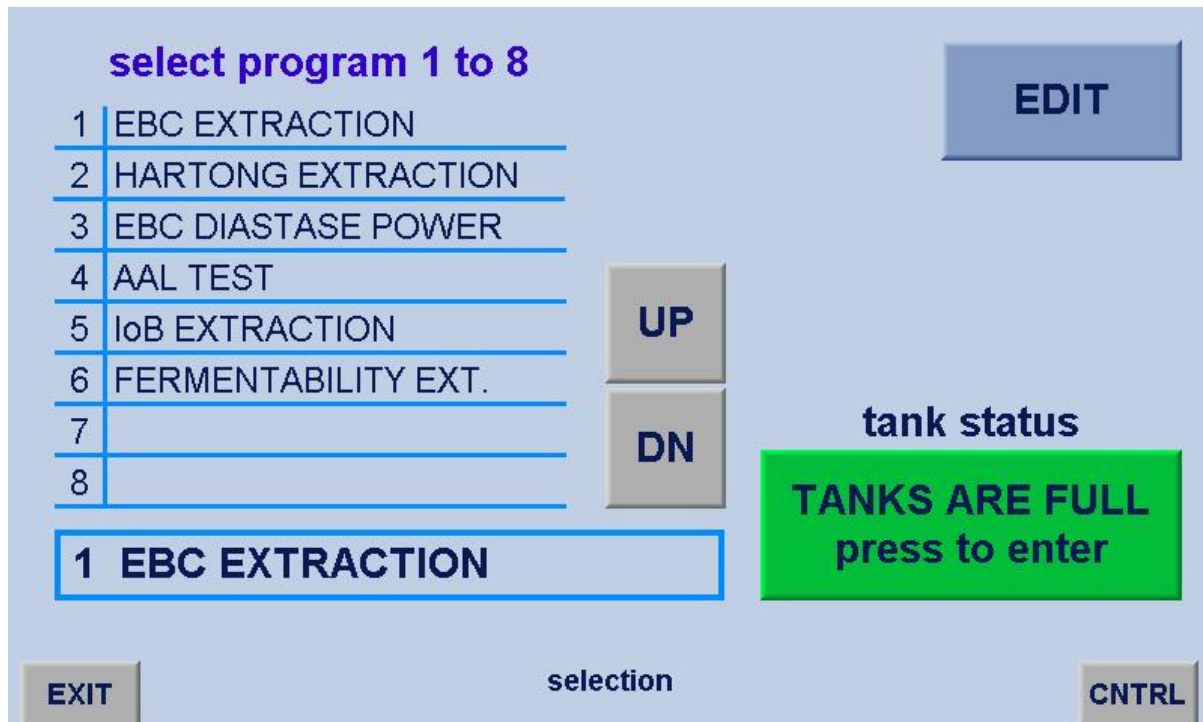 select program 1 to 8
EDIT
1 EBC EXTRACTION
2 HARTONG EXTRACTION
3 EBC DIASTASE POWER
4 AAL TEST
5 IoB EXTRACTION
6 FERMENTABILITY EXT.
7
8
UP
DN
tank status
TANKS ARE FULL
press to enter
1 EBC EXTRACTION
EXIT
selection
CNTRL